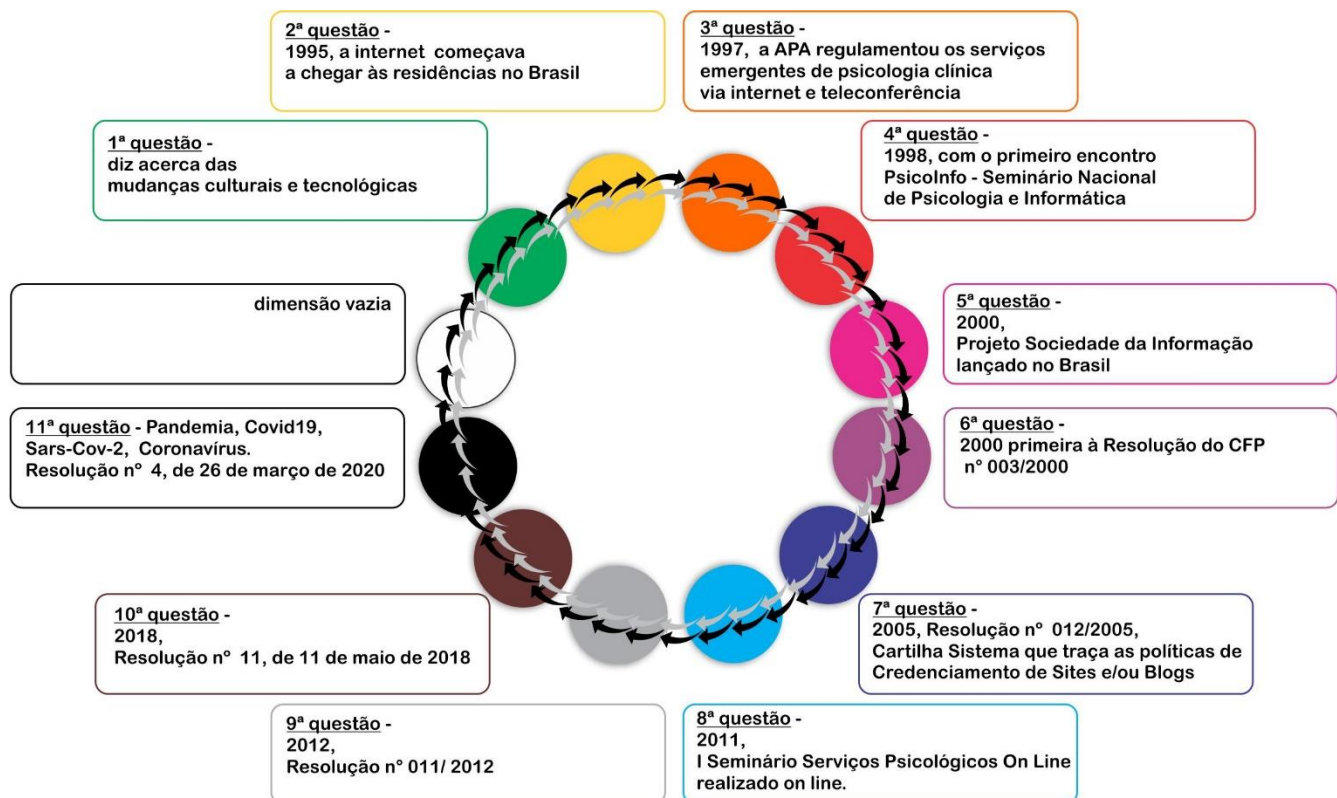 1ª questão -
diz acerca das
mudanças culturais e tecnológicas
2ª questão -
1995, a internet começava
a chegar às residências no Brasil
3ª questão -
1997, a APA regulamentou os serviços
emergentes de psicologia clínica
via internet e teleconferência
4ª questão -
1998, com o primeiro encontro
PsicoInfo - Seminário Nacional
de Psicologia e Informática
5ª questão -
2000,
Projeto Sociedade da Informação
lançado no Brasil
6ª questão -
2000 primeira à Resolução do CFP
nº 003/2000
7ª questão -
2005, Resolução nº 012/2005,
Cartilha Sistema que traça as políticas de
Credenciamento de Sites e/ou Blogs
8ª questão -
2011,
I Seminário Serviços Psicológicos On Line
realizado on line.
9ª questão -
2012,
Resolução nº 011/ 2012
10ª questão -
2018,
Resolução nº 11, de 11 de maio de 2018
11ª questão - Pandemia, Covid19,
Sars-Cov-2, Coronavírus.
Resolução nº 4, de 26 de março de 2020
dimensão vazia